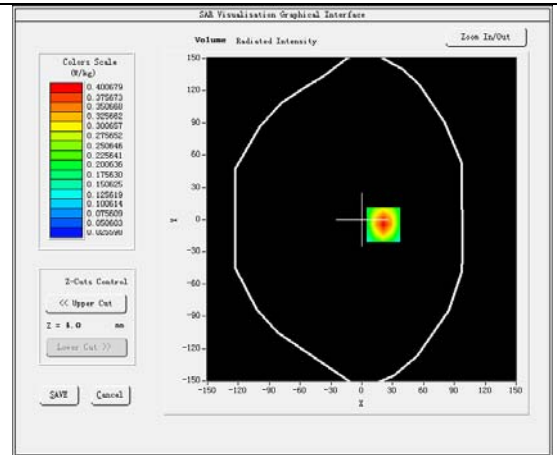 SAR Visualisation Graphical Interface
Volume Radiated Intensity
Zoom In/Out
Colors Scale
(W/kg)
0.400679
0.375673
0.350668
0.325662
0.300657
0.275652
0.250646
0.225641
0.200636
0.175630
0.150625
0.125619
0.100614
0.075609
0.050603
0.025598
Z-Cuts Control
<< Upper Cut
Z = 4.0 mm
Lower Cut >>
SAVE
Cancel
150
120
90
60
30
0
-30
-60
-90
-120
-150
Y
-150 -120 -90 -60 -30 0 30 60 90 120 150
X